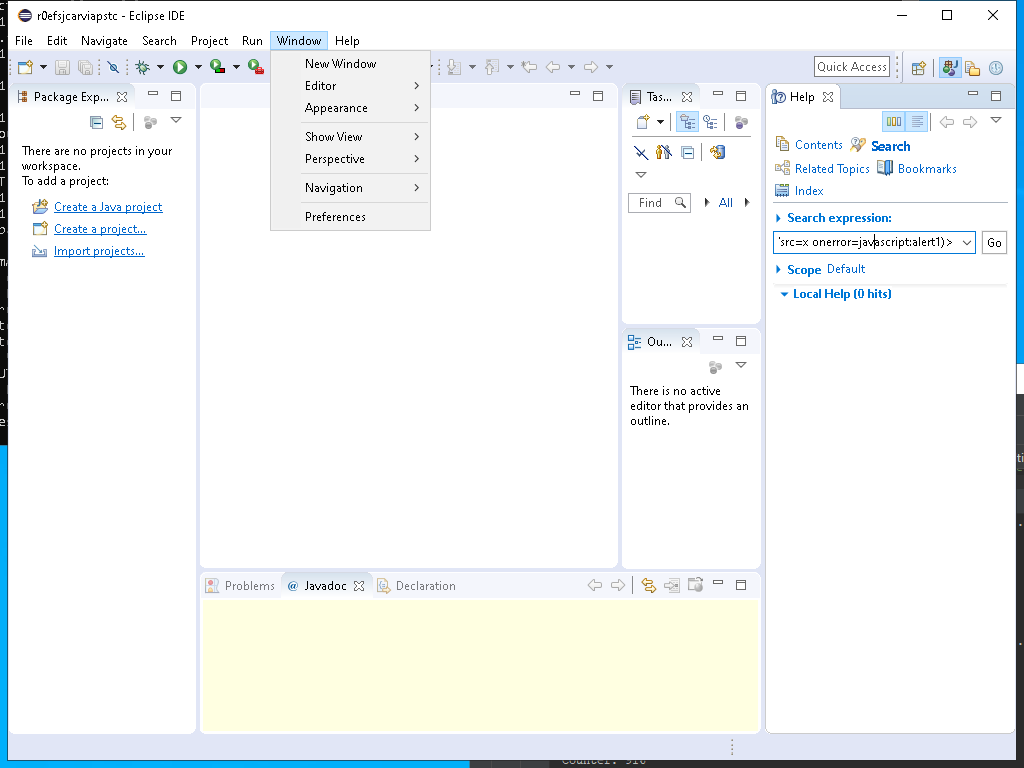 r0efsjcarviapstc - Eclipse IDE
File Edit Navigate Search Project Run Window Help
Quick Access
New Window
Editor
Appearance
Show View
Perspective
Navigation
Preferences
Package Exp...
There are no projects in your
workspace.
To add a project:
Create a Java project
Create a project...
Import projects...
Tas...
Find
All
Ou...
There is no active
editor that provides an
outline.
Help
Contents Search
Related Topics Bookmarks
Index
Search expression:
'src=x onerror=javascript:alert1)>
Go
Scope Default
Local Help (0 hits)
Problems @ Javadoc Declaration